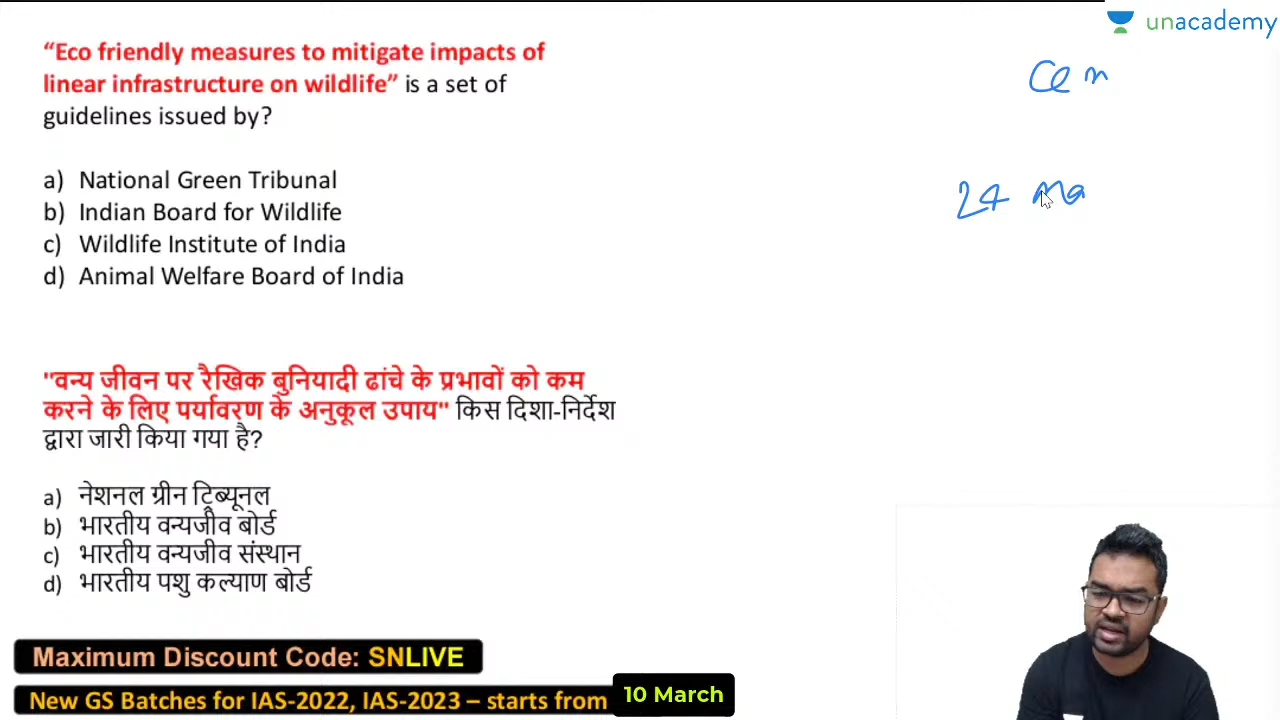 unacademy
“Eco friendly measures to mitigate impacts of
linear infrastructure on wildlife” is a set of
guidelines issued by?
a) National Green Tribunal
b) Indian Board for Wildlife
c) Wildlife Institute of India
d) Animal Welfare Board of India
"वन्य जीवन पर रैखिक बुनियादी ढांचे के प्रभावों को कम
करने के लिए पर्यावरण के अनुकूल उपाय" किस दिशा-निर्देश
द्वारा जारी किया गया है?
a) नेशनल ग्रीन ट्रिब्यूनल
b) भारतीय वन्यजीव बोर्ड
c) भारतीय वन्यजीव संस्थान
d) भारतीय पशु कल्याण बोर्ड
24 Ma
Maximum Discount Code: SNLIVE
New GS Batches for IAS-2022, IAS-2023 – starts from 10 March